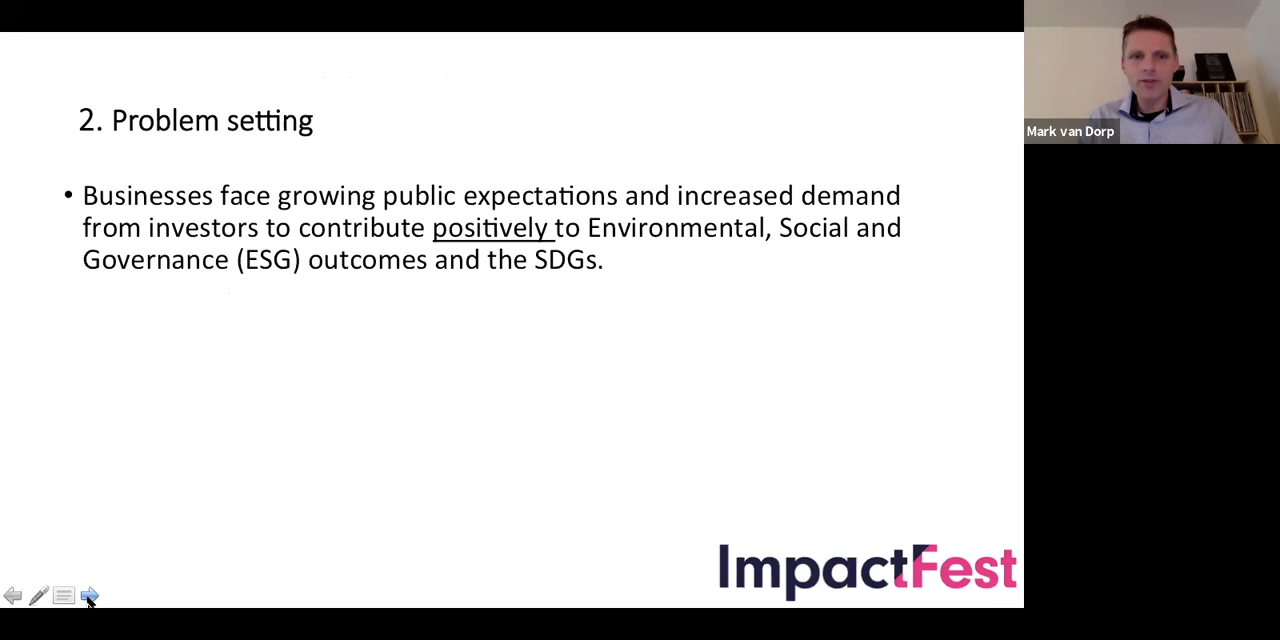 2. Problem setting
• Businesses face growing public expectations and increased demand
from investors to contribute positively to Environmental, Social and
Governance (ESG) outcomes and the SDGs.
ImpactFest
Mark van Dorp